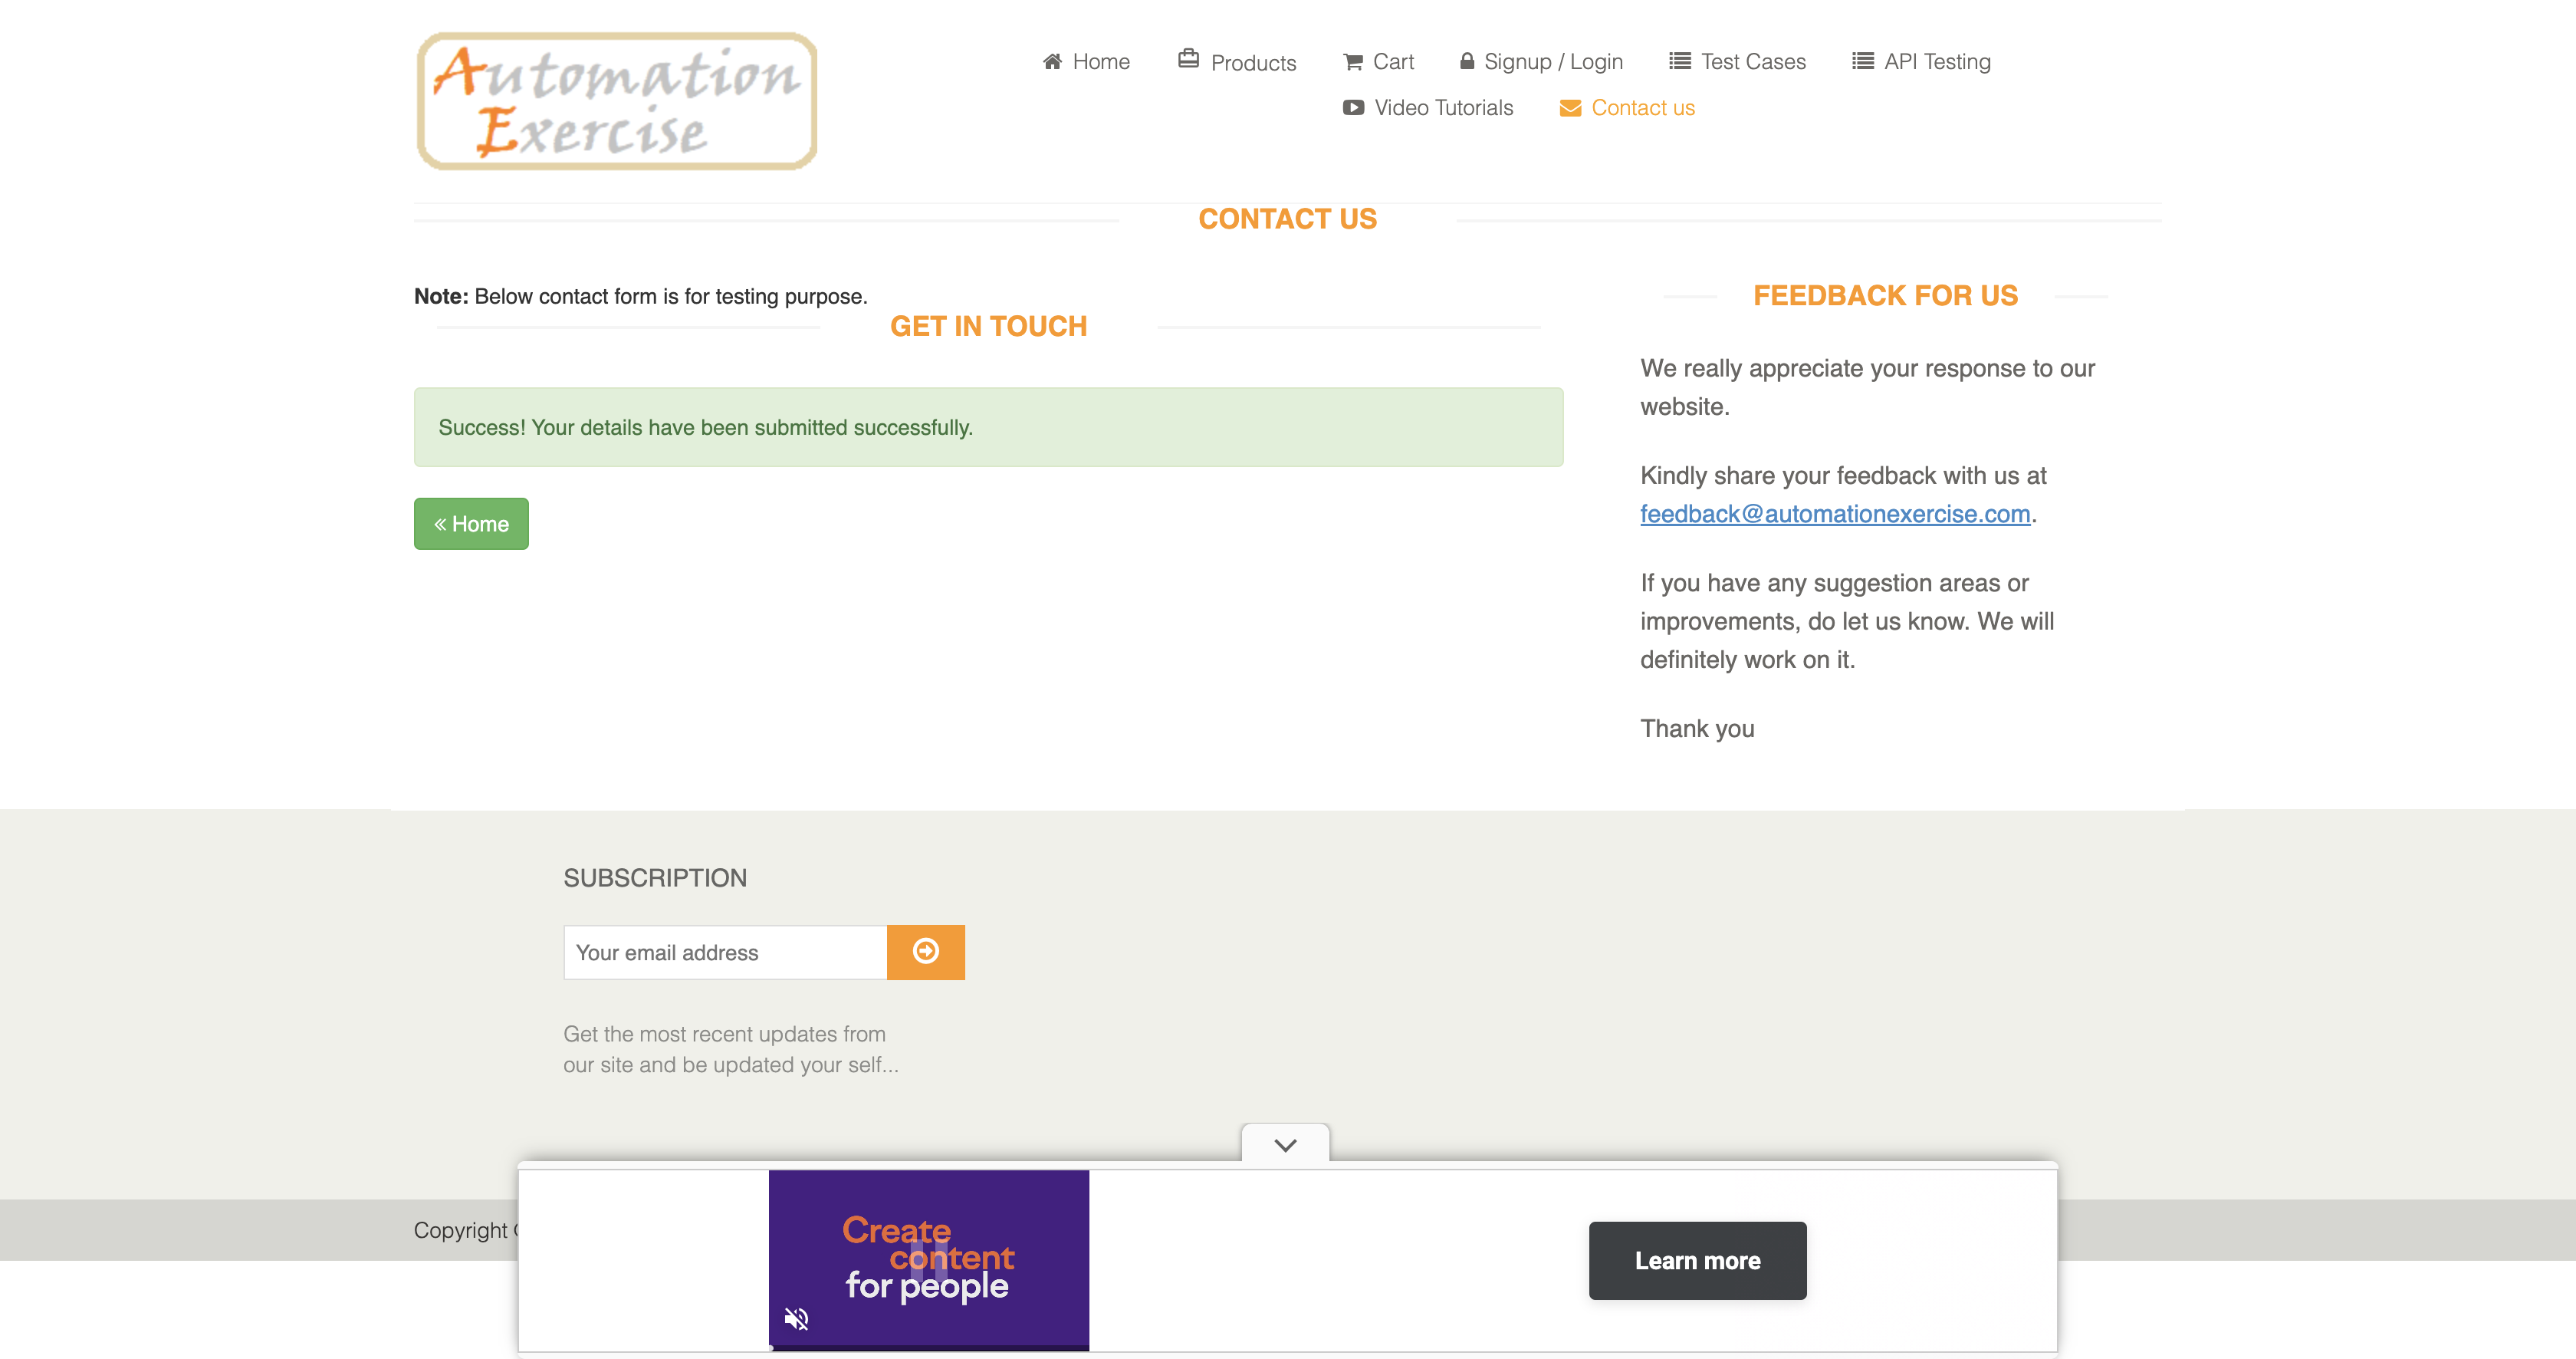 Automation
Exercise
Home
Products
Cart
Signup / Login
Test Cases
API Testing
Video Tutorials
Contact us
CONTACT US
Note: Below contact form is for testing purpose.
GET IN TOUCH
Success! Your details have been submitted successfully.
« Home
FEEDBACK FOR US
We really appreciate your response to our
website.
Kindly share your feedback with us at
feedback@automationexercise.com.
If you have any suggestion areas or
improvements, do let us know. We will
definitely work on it.
Thank you
SUBSCRIPTION
Your email address
Get the most recent updates from
our site and be updated your self...
Copyright
Create
content
for people
Learn more